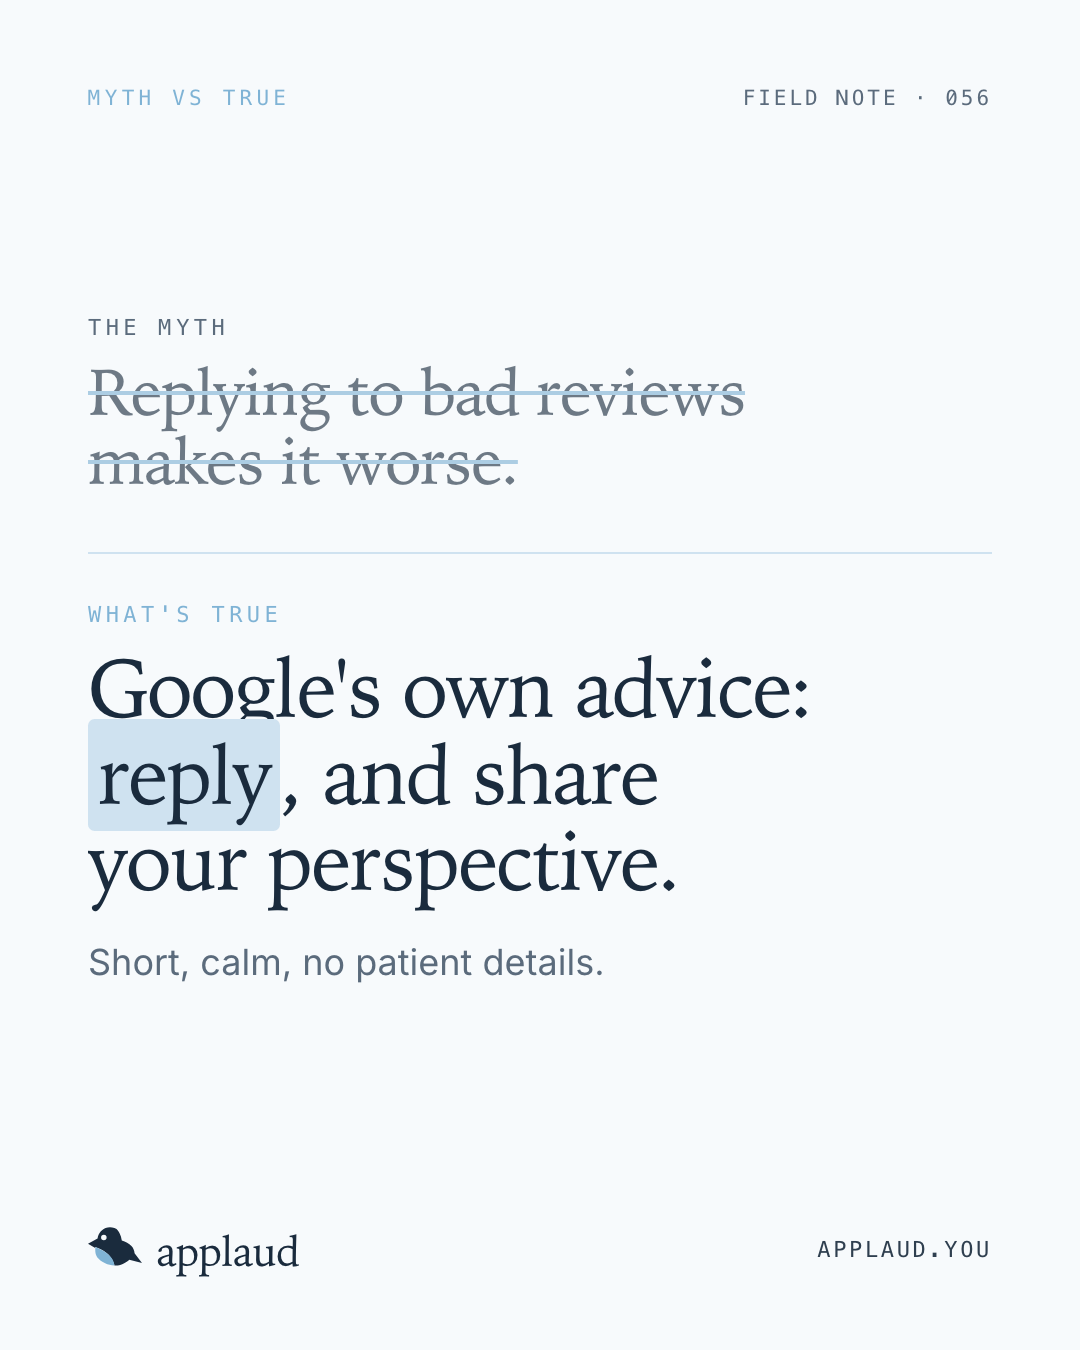 MYTH VS TRUE
FIELD NOTE · 056
THE MYTH
Replying to bad reviews
makes it worse.
WHAT'S TRUE
Google's own advice:
reply, and share
your perspective.
Short, calm, no patient details.
applaud
APPLAUD.YOU